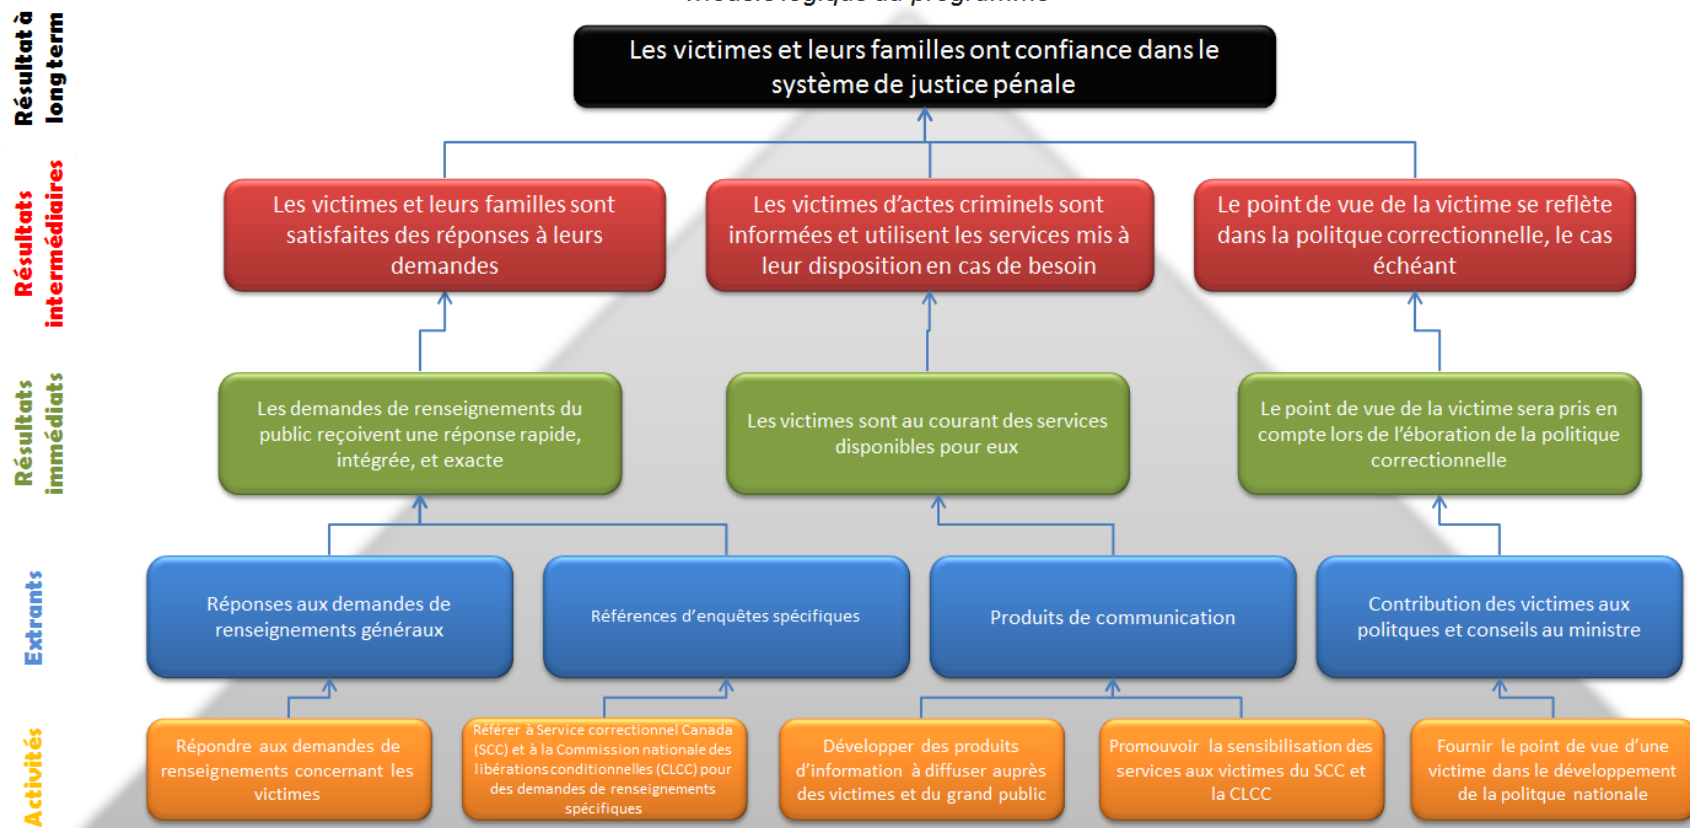 Modèle logique du programme
Résultat à
long term
Les victimes et leurs familles ont confiance dans le
système de justice pénale
Résultats
intermédiaires
Les victimes et leurs familles sont
satisfaites des réponses à leurs
demandes
Les victimes d’actes criminels sont
informées et utilisent les services mis à
leur disposition en cas de besoin
Le point de vue de la victime se reflète
dans la politque correctionnelle, le cas
échéant
Résultats
immédiats
Les demandes de renseignements du
public reçoivent une réponse rapide,
intégrée, et exacte
Les victimes sont au courant des services
disponibles pour eux
Le point de vue de la victime sera pris en
compte lors de l’éboration de la politique
correctionnelle
Extrants
Réponses aux demandes de
renseignements généraux
Références d’enquêtes spécifiques
Produits de communication
Contribution des victimes aux
politques et conseils au ministre
Activités
Répondre aux demandes de
renseignements concernant les
victimes
Référer à Service correctionnel Canada
(SCC) et à la Commission nationale des
libérations conditionnelles (CLCC) pour
des demandes de renseignements
spécifiques
Développer des produits
d’information à diffuser auprès
des victimes et du grand public
Promouvoir la sensibilisation des
services aux victimes du SCC et
la CLCC
Fournir le point de vue d’une
victime dans le développement
de la politque nationale